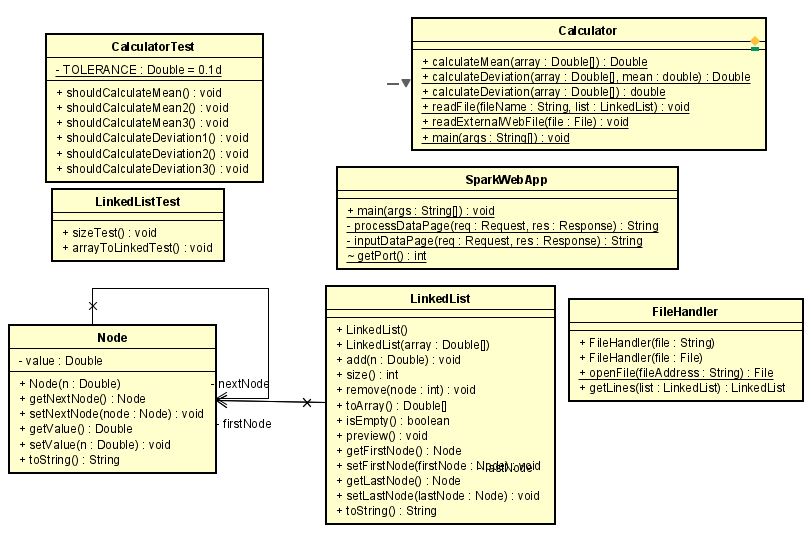 CalculatorTest
- TOLERANCE : Double = 0.1d
+ shouldCalculateMean() : void
+ shouldCalculateMean2() : void
+ shouldCalculateMean3() : void
+ shouldCalculateDeviation1() : void
+ shouldCalculateDeviation2() : void
+ shouldCalculateDeviation3() : void
Calculator
+ calculateMean(array : Double[]) : Double
+ calculateDeviation(array : Double[], mean : double) : Double
+ calculateDeviation(array : Double[]) : double
+ readFile(fileName : String, list : LinkedList) : void
+ readExternalWebFile(file : File) : void
+ main(args : String[]) : void
LinkedListTest
+ sizeTest() : void
+ arrayToLinkedTest() : void
SparkWebApp
+ main(args : String[]) : void
- processDataPage(req : Request, res : Response) : String
- inputDataPage(req : Request, res : Response) : String
~ getPort() : int
Node
- value : Double
+ Node(n : Double)
+ getNextNode() : Node
+ setNextNode(node : Node) : void
+ getValue() : Double
+ setValue(n : Double) : void
+ toString() : String
- nextNode
- firstNode
LinkedList
+ LinkedList()
+ LinkedList(array : Double[])
+ add(n : Double) : void
+ size() : int
+ remove(node : int) : void
+ toArray() : Double[]
+ isEmpty() : boolean
+ preview() : void
+ getFirstNode() : Node
+ setFirstNode(firstNode : Node) : void
- lastNode
+ getLastNode() : Node
+ setLastNode(lastNode : Node) : void
+ toString() : String
FileHandler
+ FileHandler(file : String)
+ FileHandler(file : File)
+ openFile(fileAddress : String) : File
+ getLines(list : LinkedList) : LinkedList